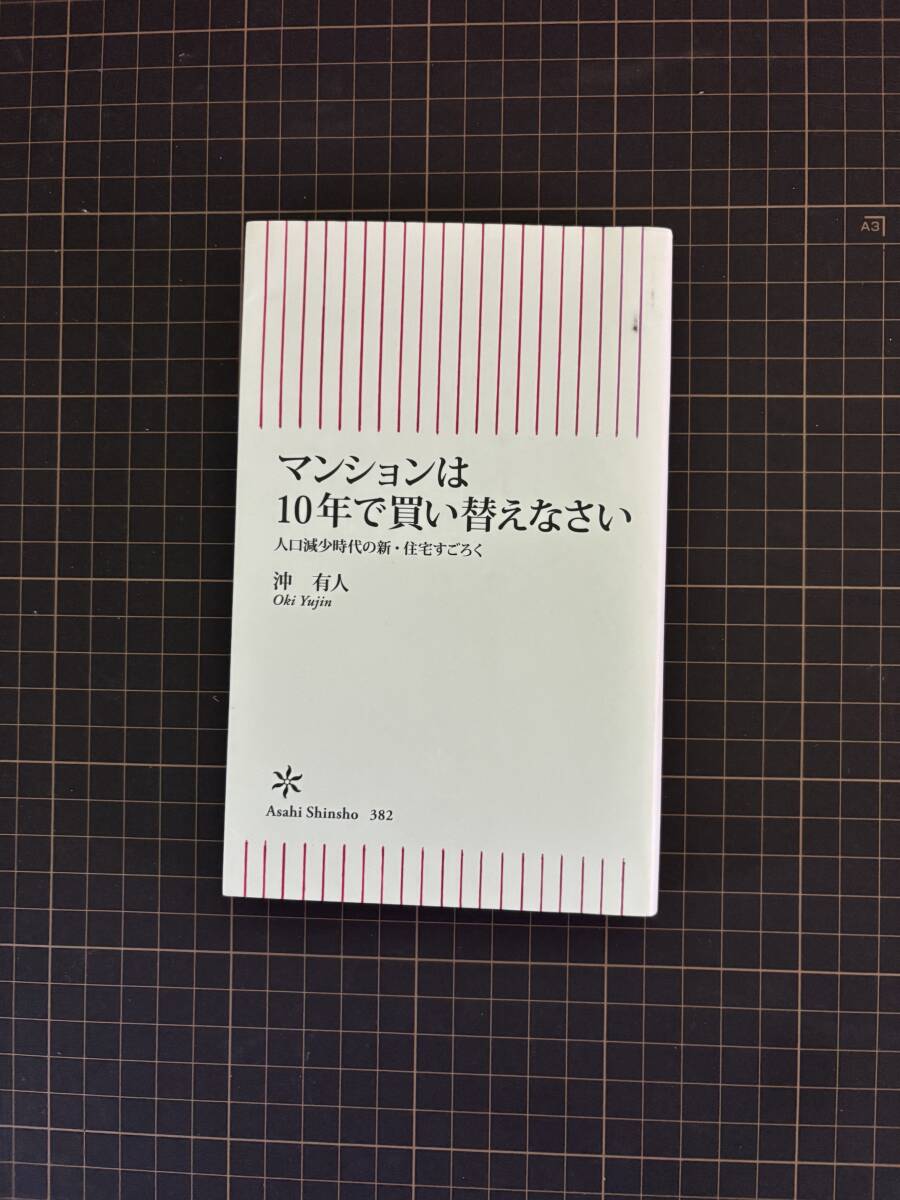 A3
マンションは
10年で買い替えなさい
人口減少時代の新・住宅すごろく
沖 有人
Oki Yujin
Asahi Shinsho 382